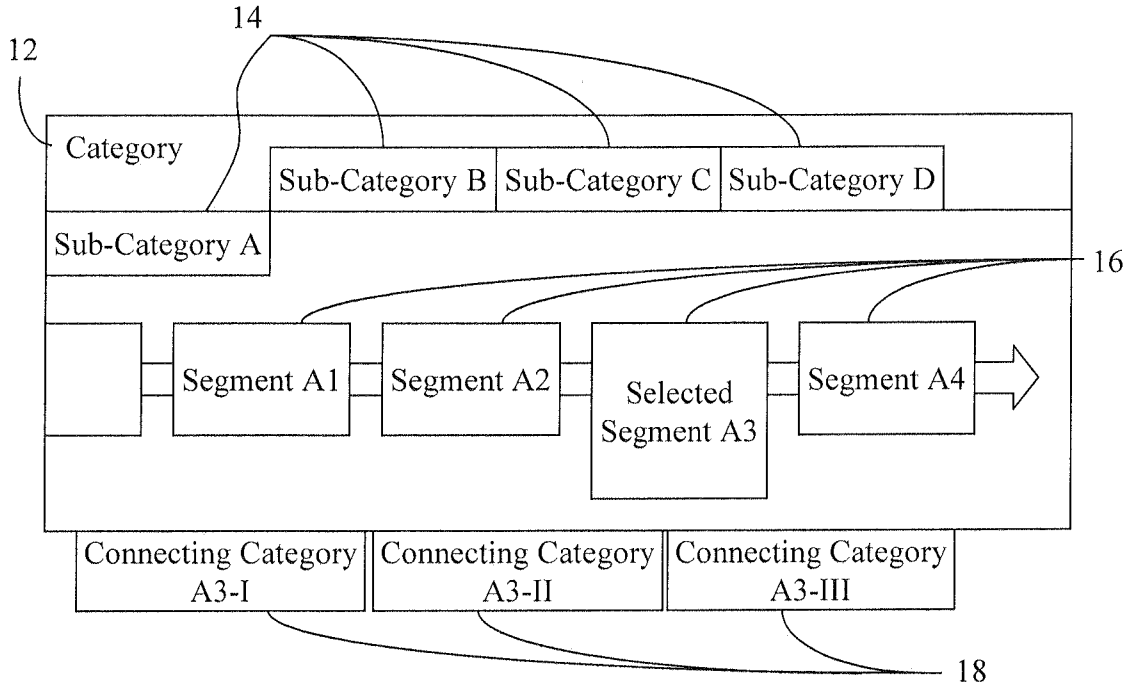 14
12
Category
Sub-Category B
Sub-Category C
Sub-Category D
Sub-Category A
16
Segment A1
Segment A2
Selected
Segment A3
Segment A4
Connecting Category
A3-I
Connecting Category
A3-II
Connecting Category
A3-III
18